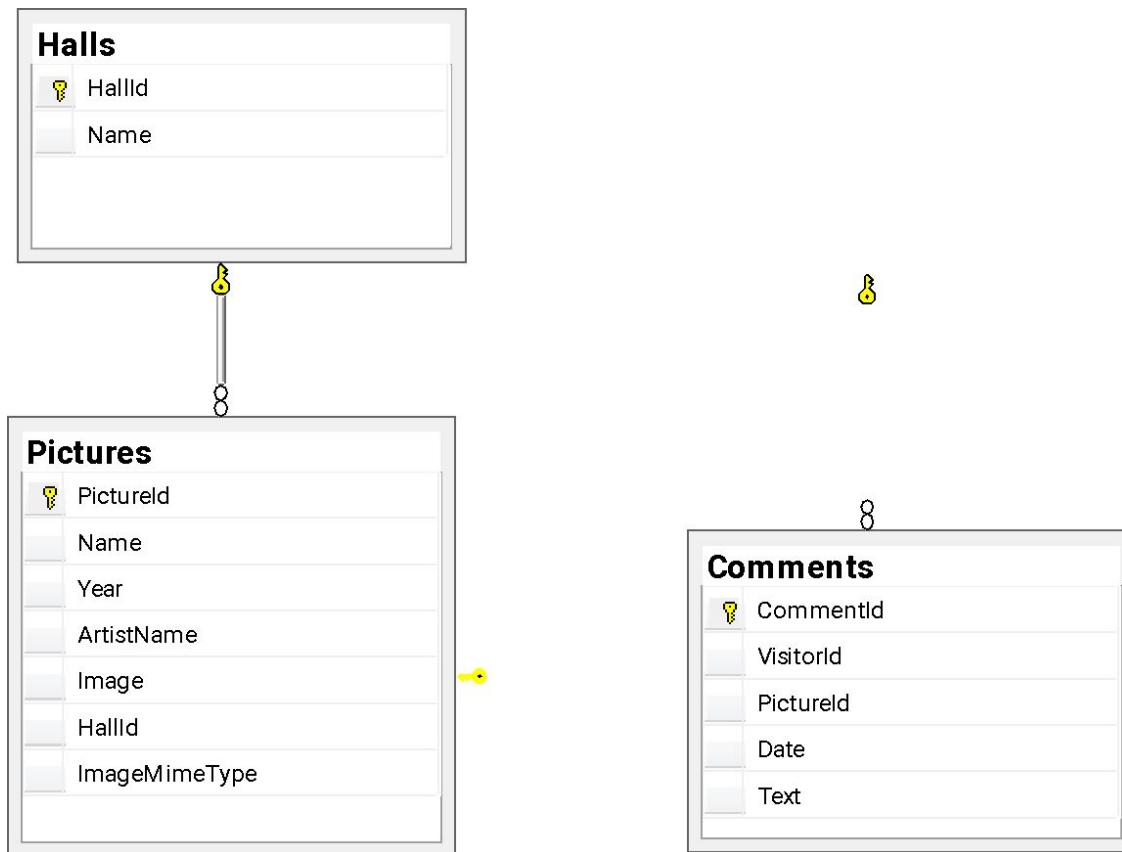 Halls
HallId
Name
Pictures
PictureId
Name
Year
ArtistName
Image
HallId
ImageMimeType
Comments
CommentId
VisitorId
PictureId
Date
Text